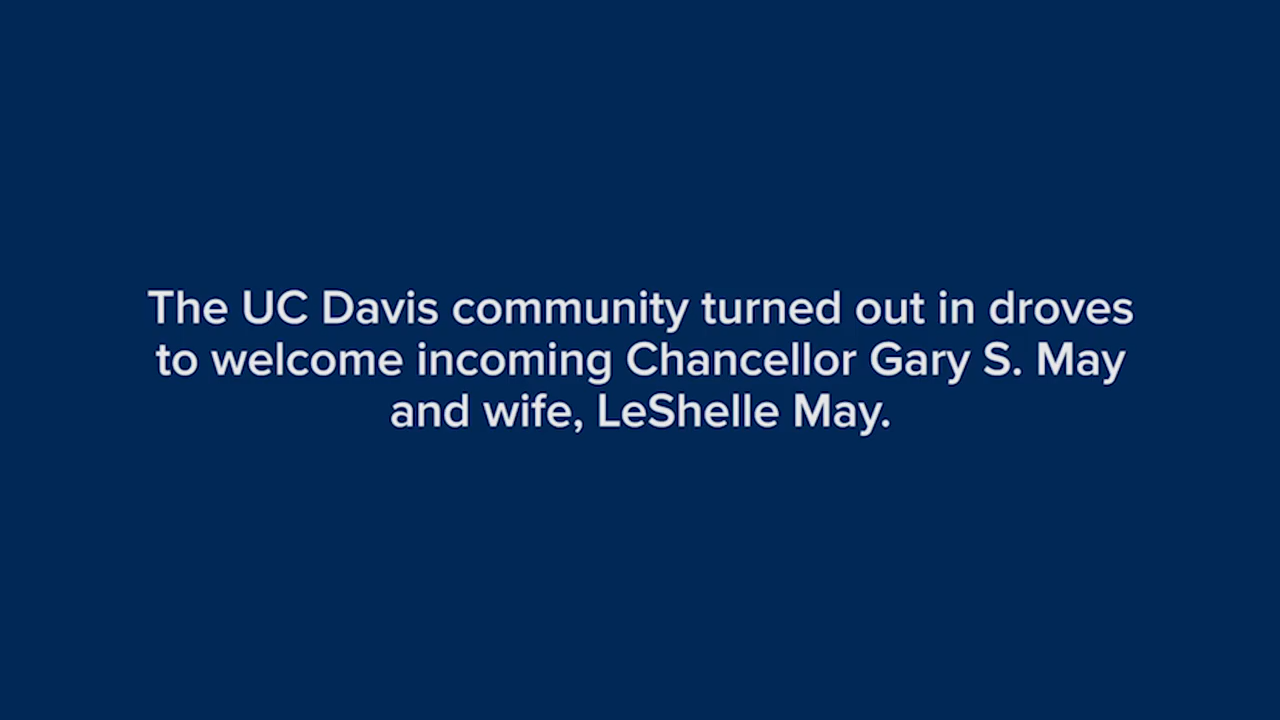 The UC Davis community turned out in droves
to welcome incoming Chancellor Gary S. May
and wife, LeShelle May.